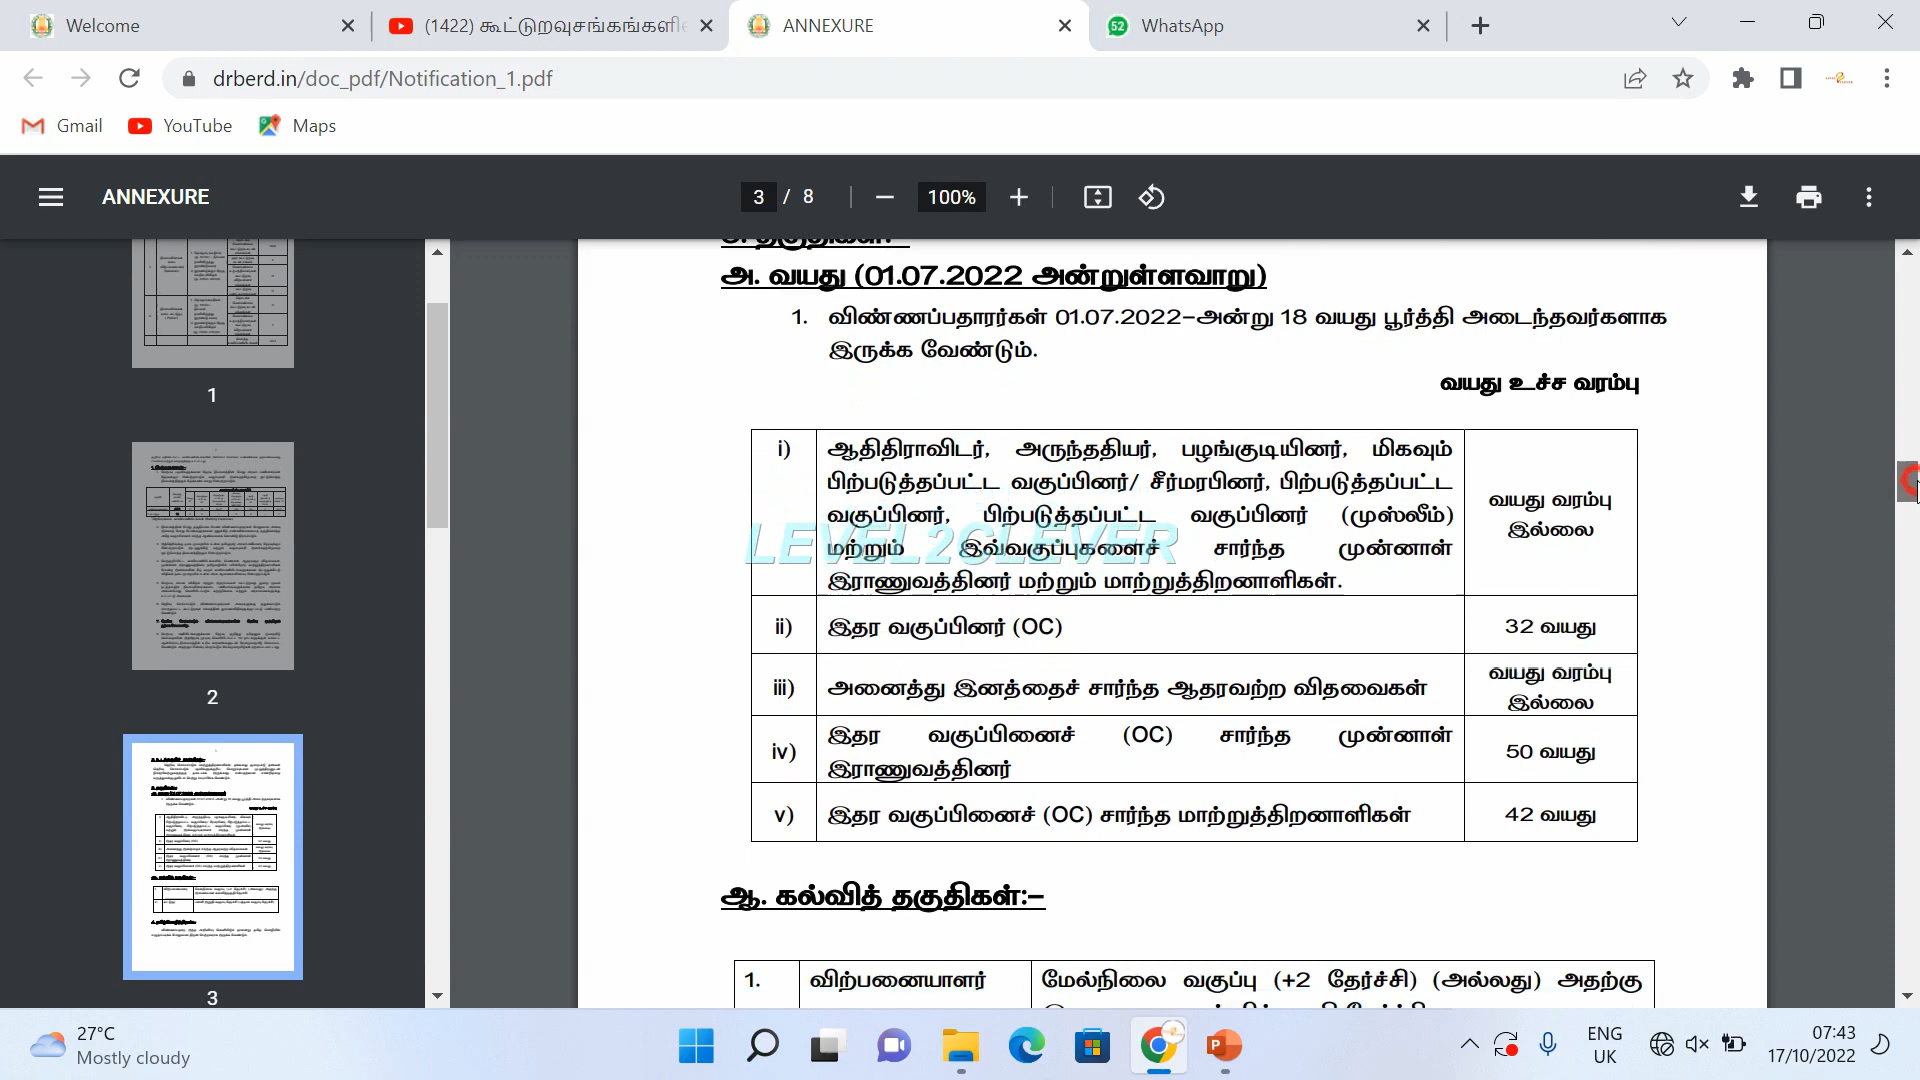 Welcome
(1422) கூட்டுறவுசங்கங்களி
ANNEXURE
52
WhatsApp
drberd.in/doc_pdf/Notification_1.pdf
Gmail
YouTube
Maps
ANNEXURE
3 / 8
100%
அ. வயது (01.07.2022 அன்றுள்ளவாறு)
1. விண்ணப்பதாரர்கள் 01.07.2022-அன்று 18 வயது பூர்த்தி அடைந்தவர்களாக
இருக்க வேண்டும்.
வயது உச்ச வரம்பு
i) ஆதிதிராவிடர், அருந்ததியர், பழங்குடியினர், மிகவும்
பிற்படுத்தப்பட்ட வகுப்பினர்/ சீர்மரபினர், பிற்படுத்தப்பட்ட
வகுப்பினர், பிற்படுத்தப்பட்ட வகுப்பினர் (முஸ்லீம்)
மற்றும் இவ்வகுப்புகளைச் சார்ந்த முன்னாள்
இராணுவத்தினர் மற்றும் மாற்றுத்திறனாளிகள்.
வயது வரம்பு
இல்லை
LEVEL2CLEVER
ii) இதர வகுப்பினர் (OC) 32 வயது
iii) அனைத்து இனத்தைச் சார்ந்த ஆதரவற்ற விதவைகள்
வயது வரம்பு
இல்லை
iv) இதர வகுப்பினைச் (OC) சார்ந்த முன்னாள்
இராணுவத்தினர்
50 வயது
v) இதர வகுப்பினைச் (OC) சார்ந்த மாற்றுத்திறனாளிகள் 42 வயது
ஆ. கல்வித் தகுதிகள்:-
1. விற்பனையாளர் மேல்நிலை வகுப்பு (+2 தேர்ச்சி) (அல்லது) அதற்கு
1
2
3
27°C
Mostly cloudy
ENG
UK
07:43
17/10/2022